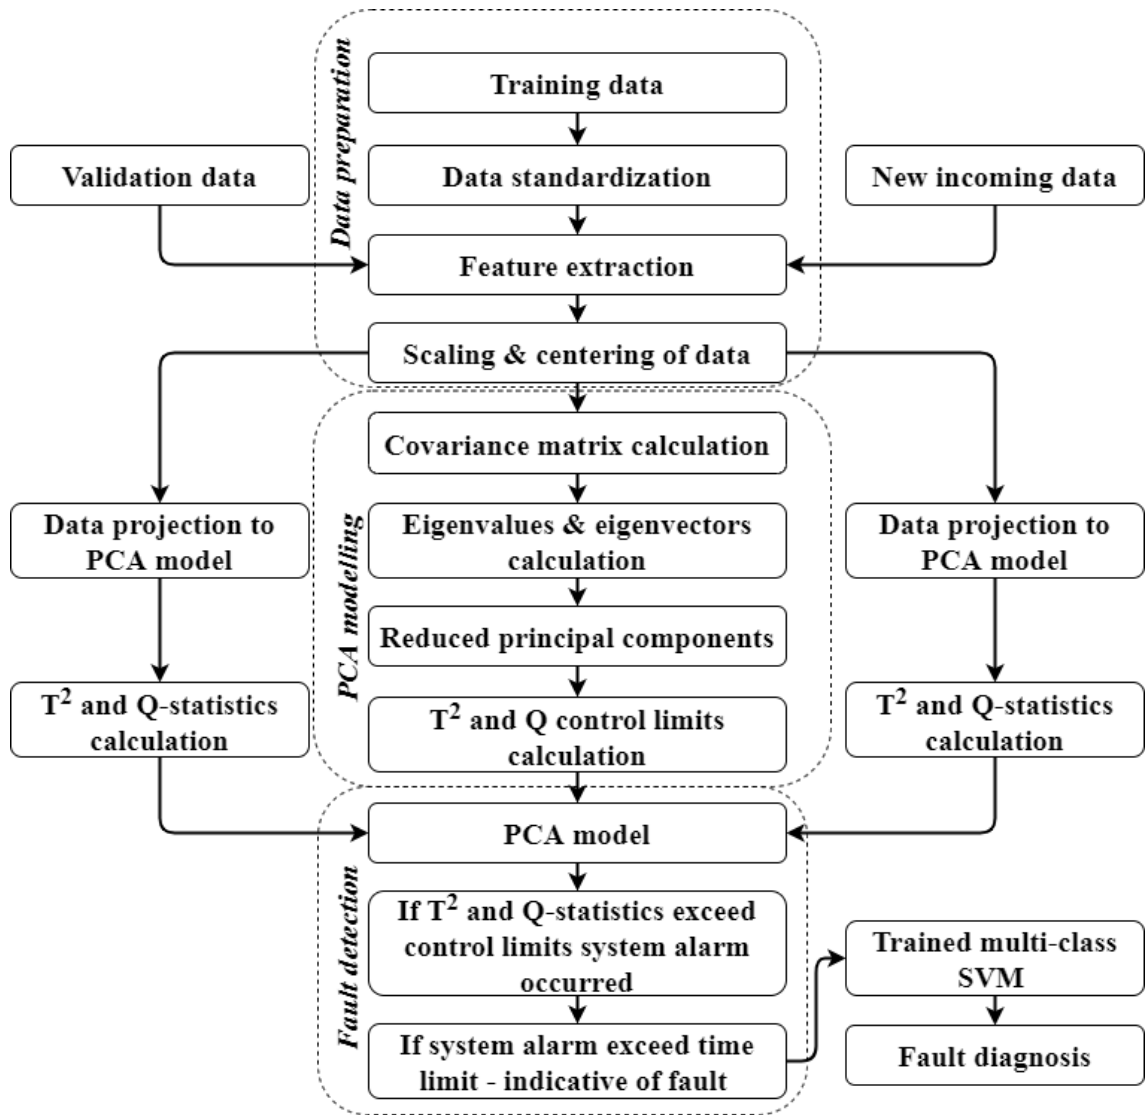 Data preparation
Training data
Validation data
Data standardization
New incoming data
Feature extraction
Scaling & centering of data
PCA modelling
Covariance matrix calculation
Data projection to
PCA model
Eigenvalues & eigenvectors
calculation
Data projection to
PCA model
Reduced principal components
T² and Q-statistics
calculation
T² and Q control limits
calculation
T² and Q-statistics
calculation
Fault detection
PCA model
If T² and Q-statistics exceed
control limits system alarm
occurred
Trained multi-class
SVM
If system alarm exceed time
limit - indicative of fault
Fault diagnosis